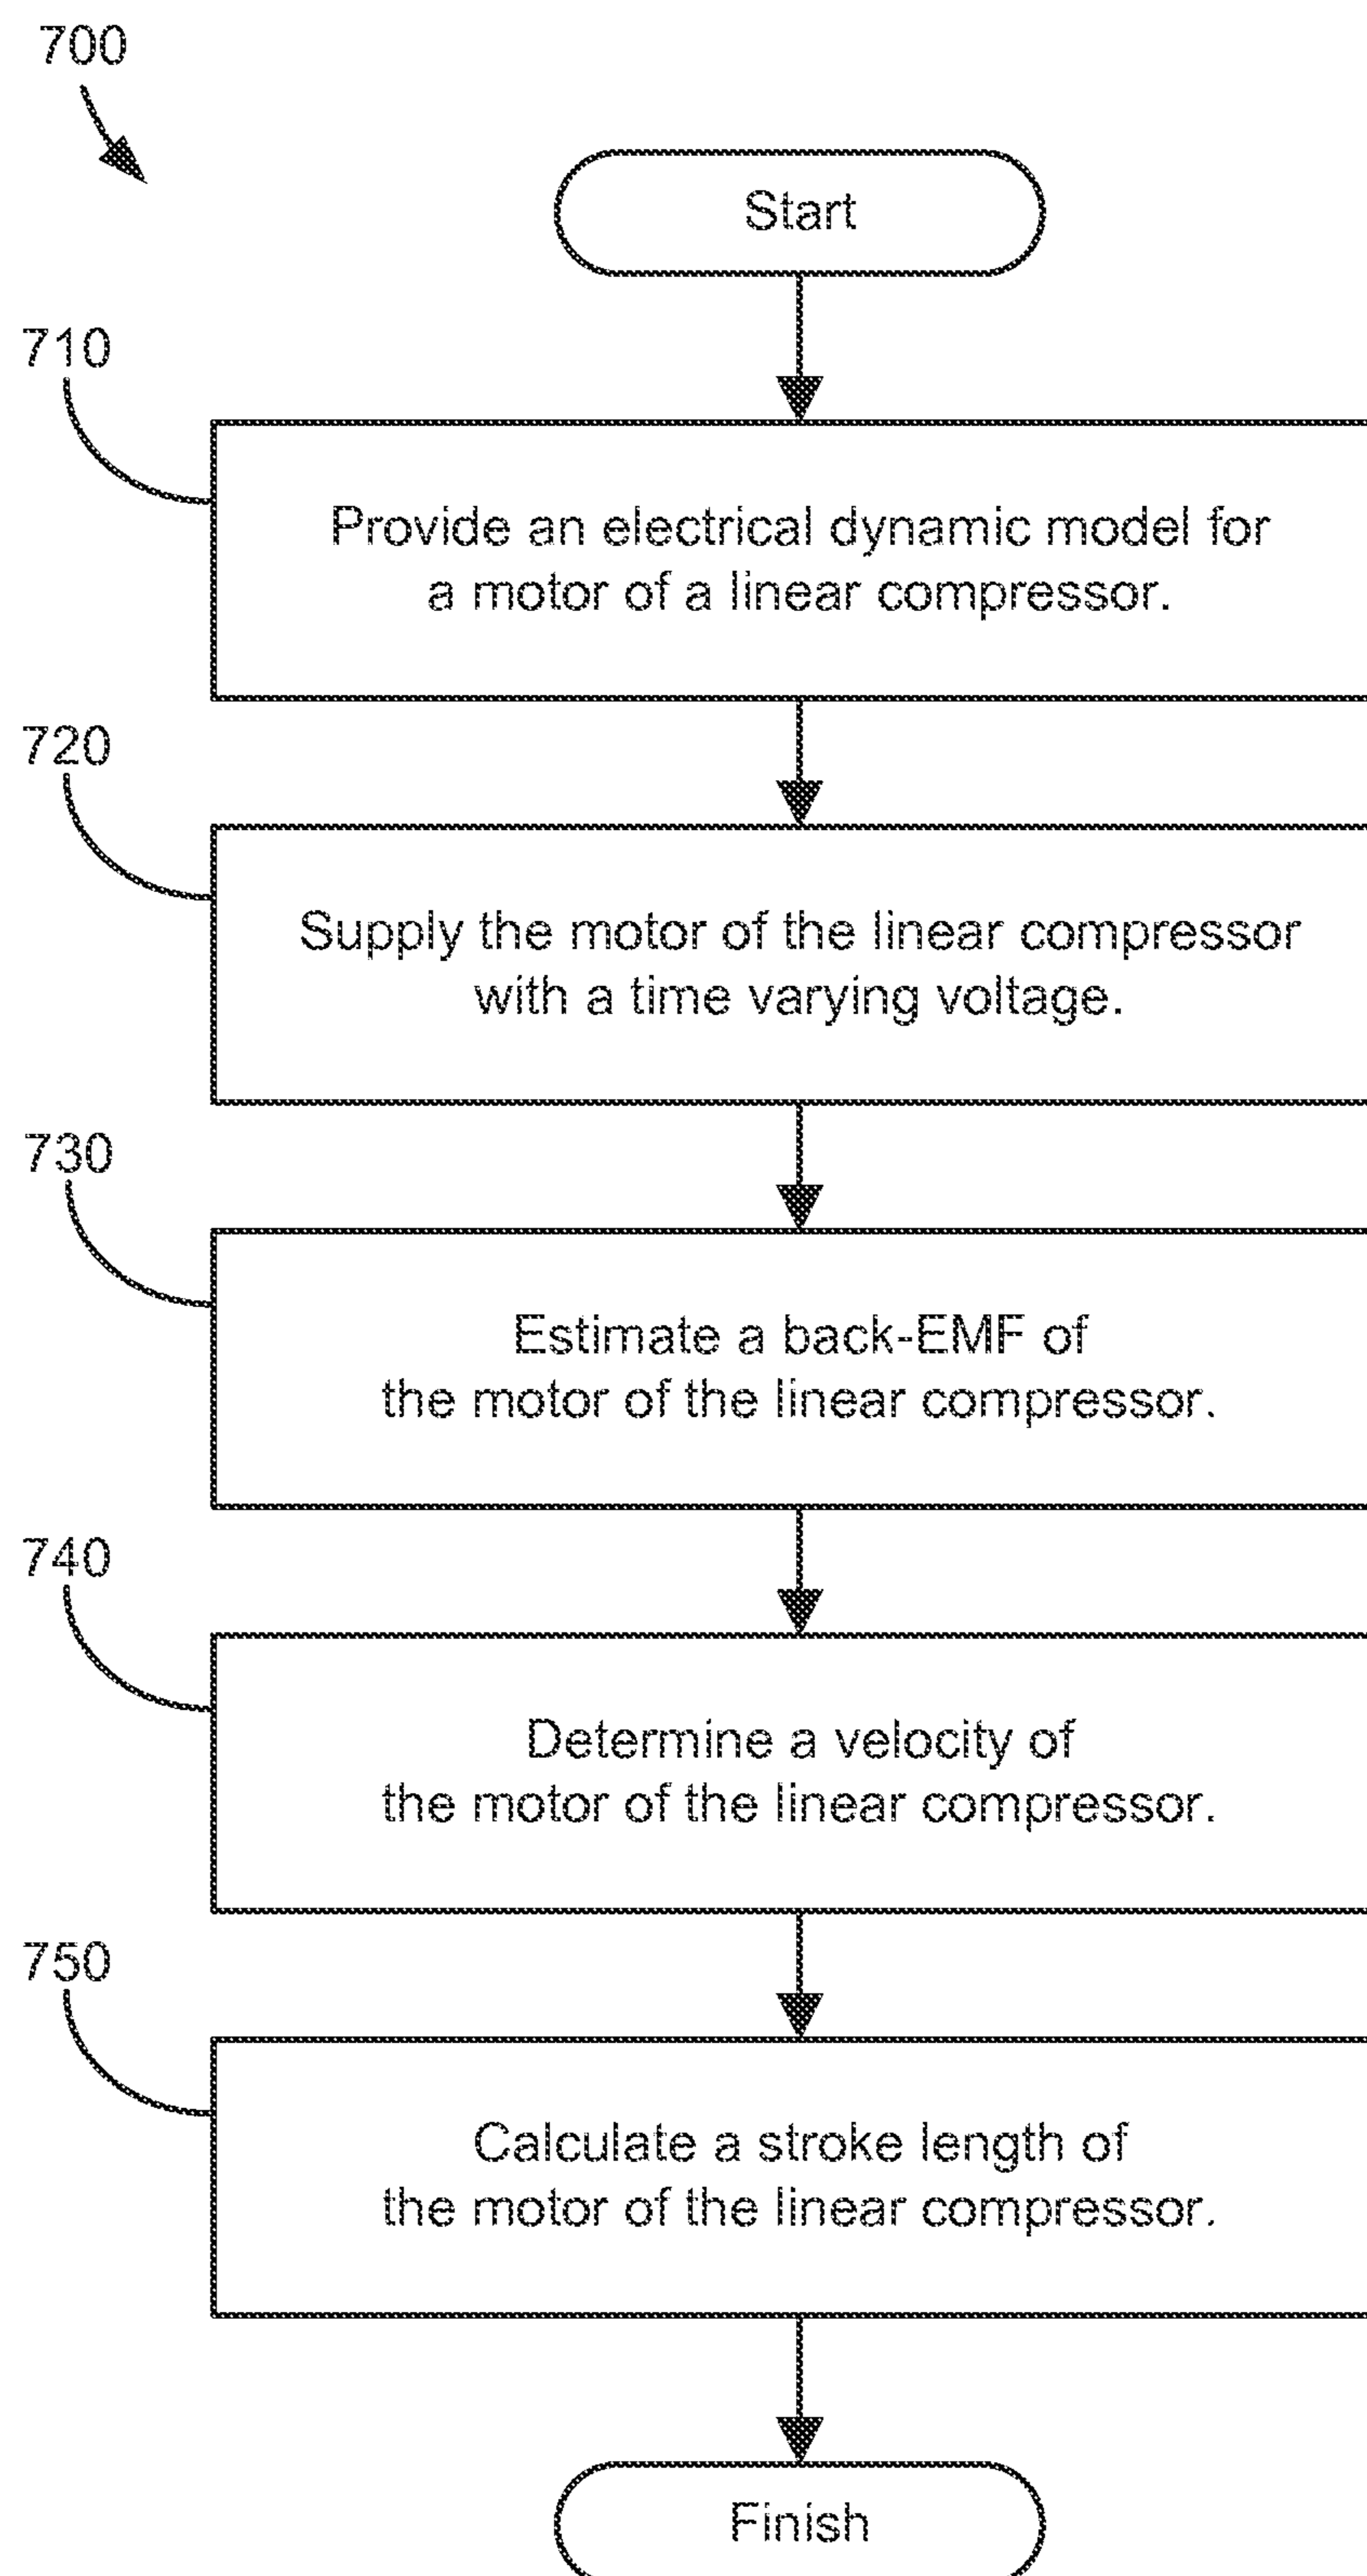 700
Start
710
Provide an electrical dynamic model for
a motor of a linear compressor.
720
Supply the motor of the linear compressor
with a time varying voltage.
730
Estimate a back-EMF of
the motor of the linear compressor.
740
Determine a velocity of
the motor of the linear compressor.
750
Calculate a stroke length of
the motor of the linear compressor.
Finish